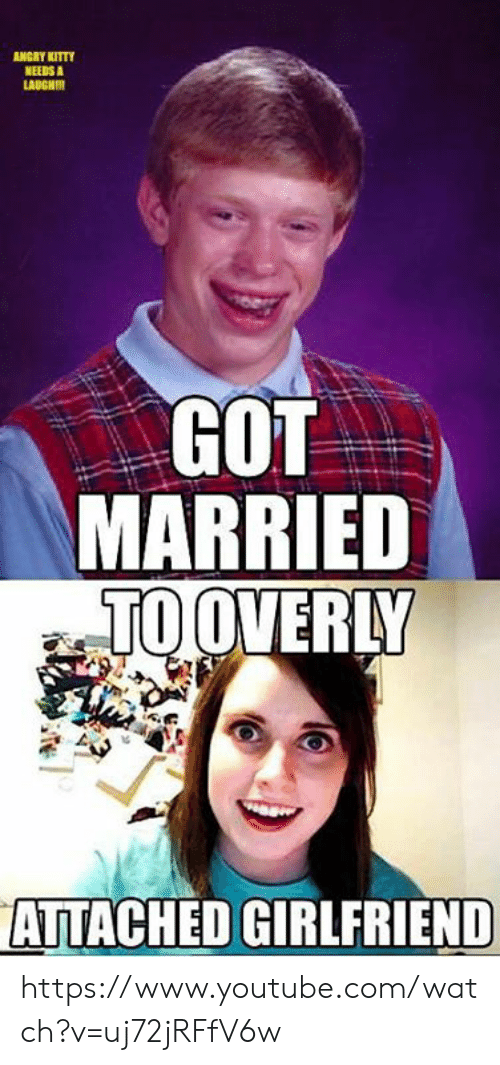 ANGRY KITTY
NEEDS A
LAUGH!!!
GOT
MARRIED
TO OVERLY
ATTACHED GIRLFRIEND
https://www.youtube.com/wat
ch?v=uj72jRFfV6w